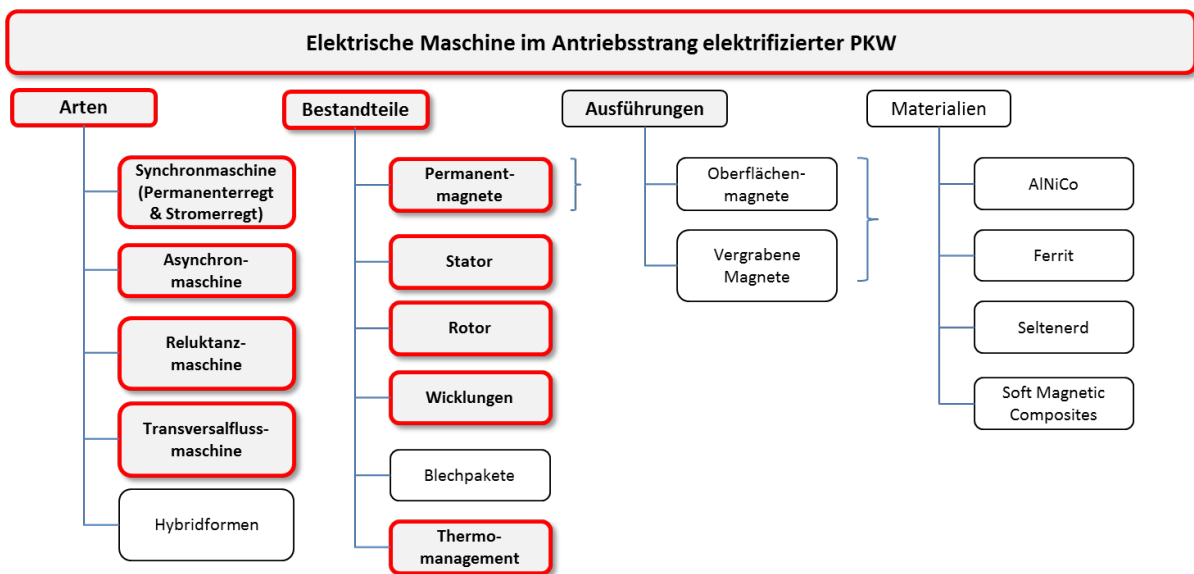 Elektrische Maschine im Antriebsstrang elektrifizierter PKW
Arten
Synchronmaschine
(Permanenterregt
& Stromerregt)
Asynchron-
maschine
Reluktanz-
maschine
Transversalfluss-
maschine
Hybridformen
Bestandteile
Permanent-
magnete
Stator
Rotor
Wicklungen
Blechpakete
Thermo-
management
Ausführungen
Oberflächen-
magnete
Vergrabene
Magnete
Materialien
AlNiCo
Ferrit
Seltenerd
Soft Magnetic
Composites